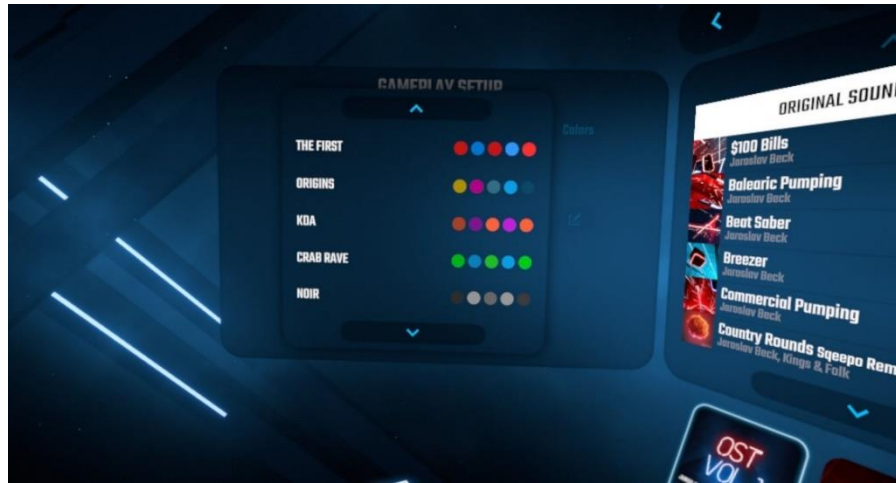 GAMEPLAY SETUP
Colors
THE FIRST
ORIGINS
KDA
CRAB RAVE
NOIR
ORIGINAL SOUN
$100 Bills
Jaroslav Beck
Balearic Pumping
Jaroslav Beck
Beat Saber
Jaroslav Beck
Breezer
Jaroslav Beck
Commercial Pumping
Jaroslav Beck
Country Rounds Sqeepo Rem
Jaroslav Beck, Kings & Folk
OST
VOL.